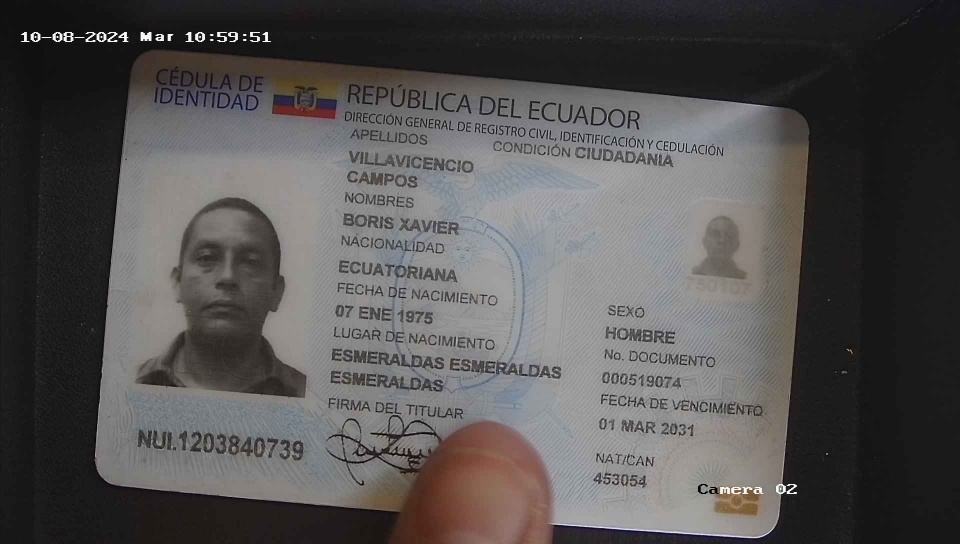 10-08-2024 Mar 10:59:51
CÉDULA DE
IDENTIDAD
REPÚBLICA DEL ECUADOR
DIRECCIÓN GENERAL DE REGISTRO CIVIL, IDENTIFICACIÓN Y CEDULACIÓN
APELLIDOS
CONDICIÓN CIUDADANIA
VILLAVICENCIO
CAMPOS
NOMBRES
BORIS XAVIER
NACIONALIDAD
ECUATORIANA
FECHA DE NACIMIENTO
07 ENE 1975
LUGAR DE NACIMIENTO
ESMERALDAS ESMERALDAS
ESMERALDAS
FIRMA DEL TITULAR
NUI.1203840739
750107
SEXO
HOMBRE
No. DOCUMENTO
000519074
FECHA DE VENCIMIENTO
01 MAR 2031
NAT/CAN
453054
Camera 02